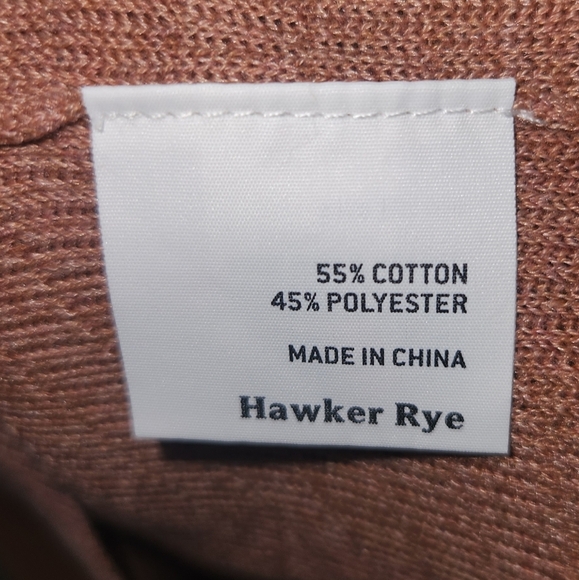 55% COTTON
45% POLYESTER
MADE IN CHINA
Hawker Rye